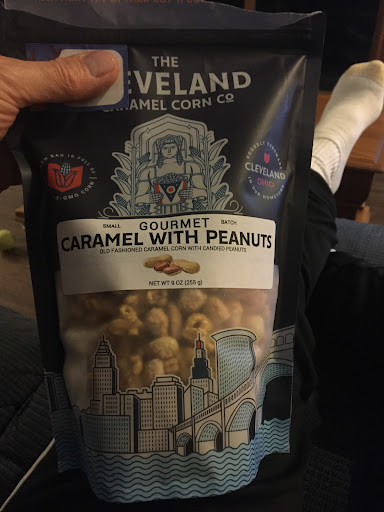 THE
CLEVELAND
CARAMEL CORN CO
PROUDLY
CLEVELAND
OHIO
SMALL GOURMET BATCH
CARAMEL WITH PEANUTS
OLD FASHIONED CARAMEL CORN WITH CANDIED PEANUTS
NET WT 9 OZ (255 g)